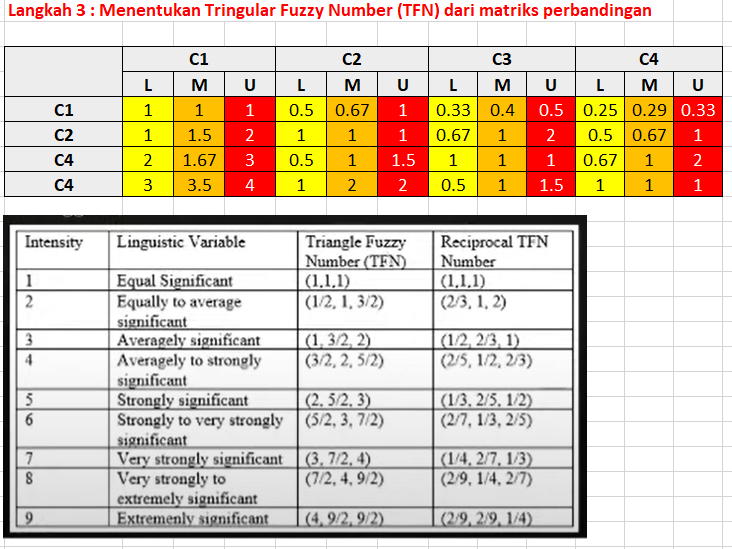 Langkah 3 : Menentukan Tringular Fuzzy Number (TFN) dari matriks perbandingan
C1 C2 C3 C4
L M U L M U L M U L M U
C1 1 1 1 0.5 0.67 1 0.33 0.4 0.5 0.25 0.29 0.33
C2 1 1.5 2 1 1 1 0.67 1 2 0.5 0.67 1
C4 2 1.67 3 0.5 1 1.5 1 1 1 0.67 1 2
C4 3 3.5 4 1 2 2 0.5 1 1.5 1 1 1
Intensity Linguistic Variable Triangle Fuzzy Reciprocal TFN
Number (TFN) Number
1 Equal Significant (1,1,1) (1,1,1)
2 Equally to average (1/2, 1, 3/2) (2/3, 1, 2)
significant
3 Averagely significant (1, 3/2, 2) (1/2, 2/3, 1)
4 Averagely to strongly (3/2, 2, 5/2) (2/5, 1/2, 2/3)
significant
5 Strongly significant (2, 5/2, 3) (1/3, 2/5, 1/2)
6 Strongly to very strongly (5/2, 3, 7/2) (2/7, 1/3, 2/5)
significant
7 Very strongly significant (3, 7/2, 4) (1/4, 2/7, 1/3)
8 Very strongly to (7/2, 4, 9/2) (2/9, 1/4, 2/7)
extremely significant
9 Extremenly significant (4, 9/2, 9/2) (2/9, 2/9, 1/4)